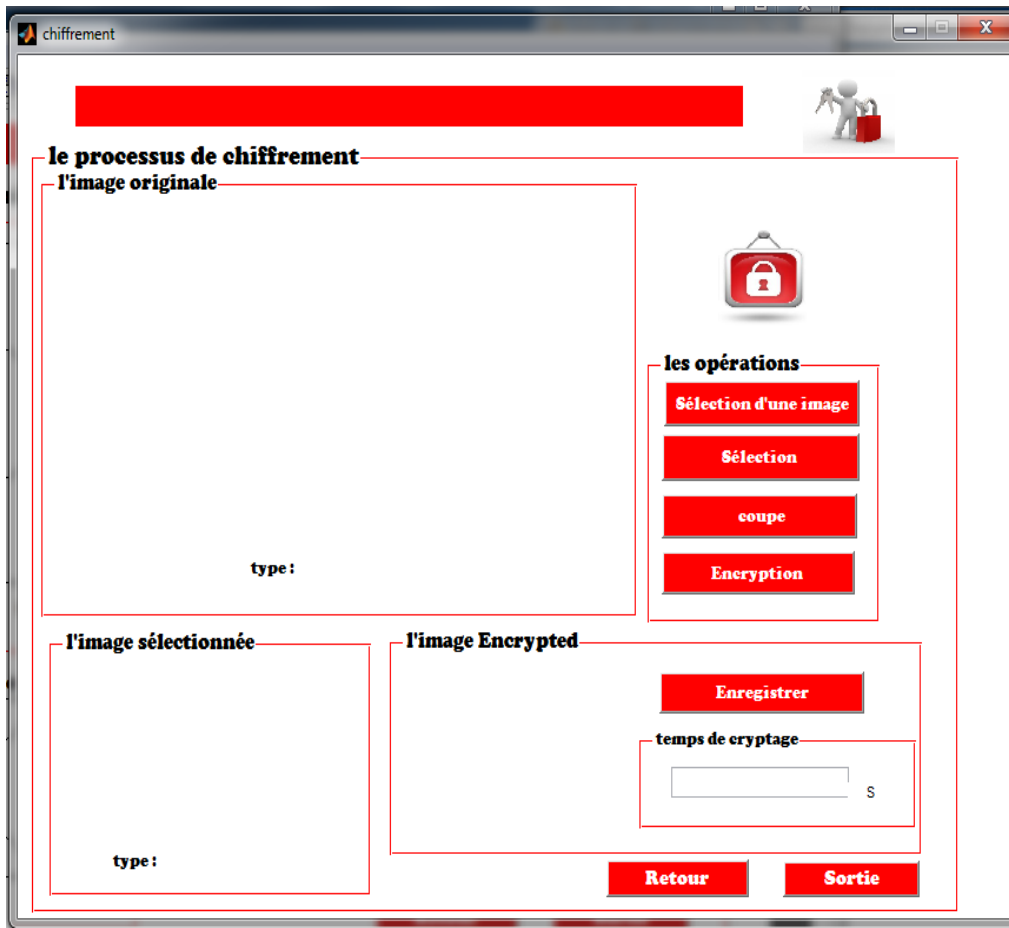 chiffrement
le processus de chiffrement
l'image originale
type :
les opérations
Sélection d'une image
Sélection
coupe
Encryption
l'image sélectionnée
type :
l'image Encrypted
Enregistrer
temps de cryptage
S
Retour
Sortie